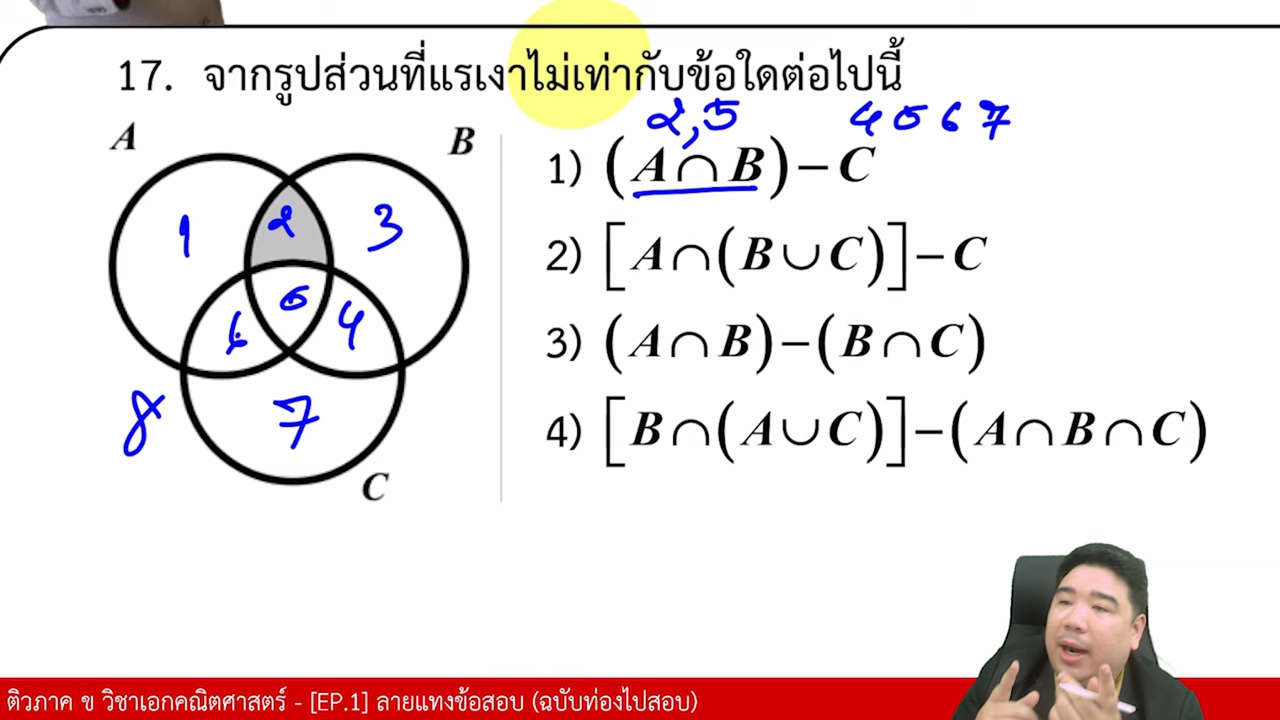 17. จากรูปส่วนที่แรเงาไม่เท่ากับข้อใดต่อไปนี้
A
B
2,5
4 5 6 7
1) (A∩B)−C
1
2
3
2) [A∩(B∪C)]−C
6
5
4
3) (A∩B)−(B∩C)
8
7
4) [B∩(A∪C)]−(A∩B∩C)
C
ติวภาค ข วิชาเอกคณิตศาสตร์ - [EP.1] ลายแทงข้อสอบ (ฉบับท่องไปสอบ)